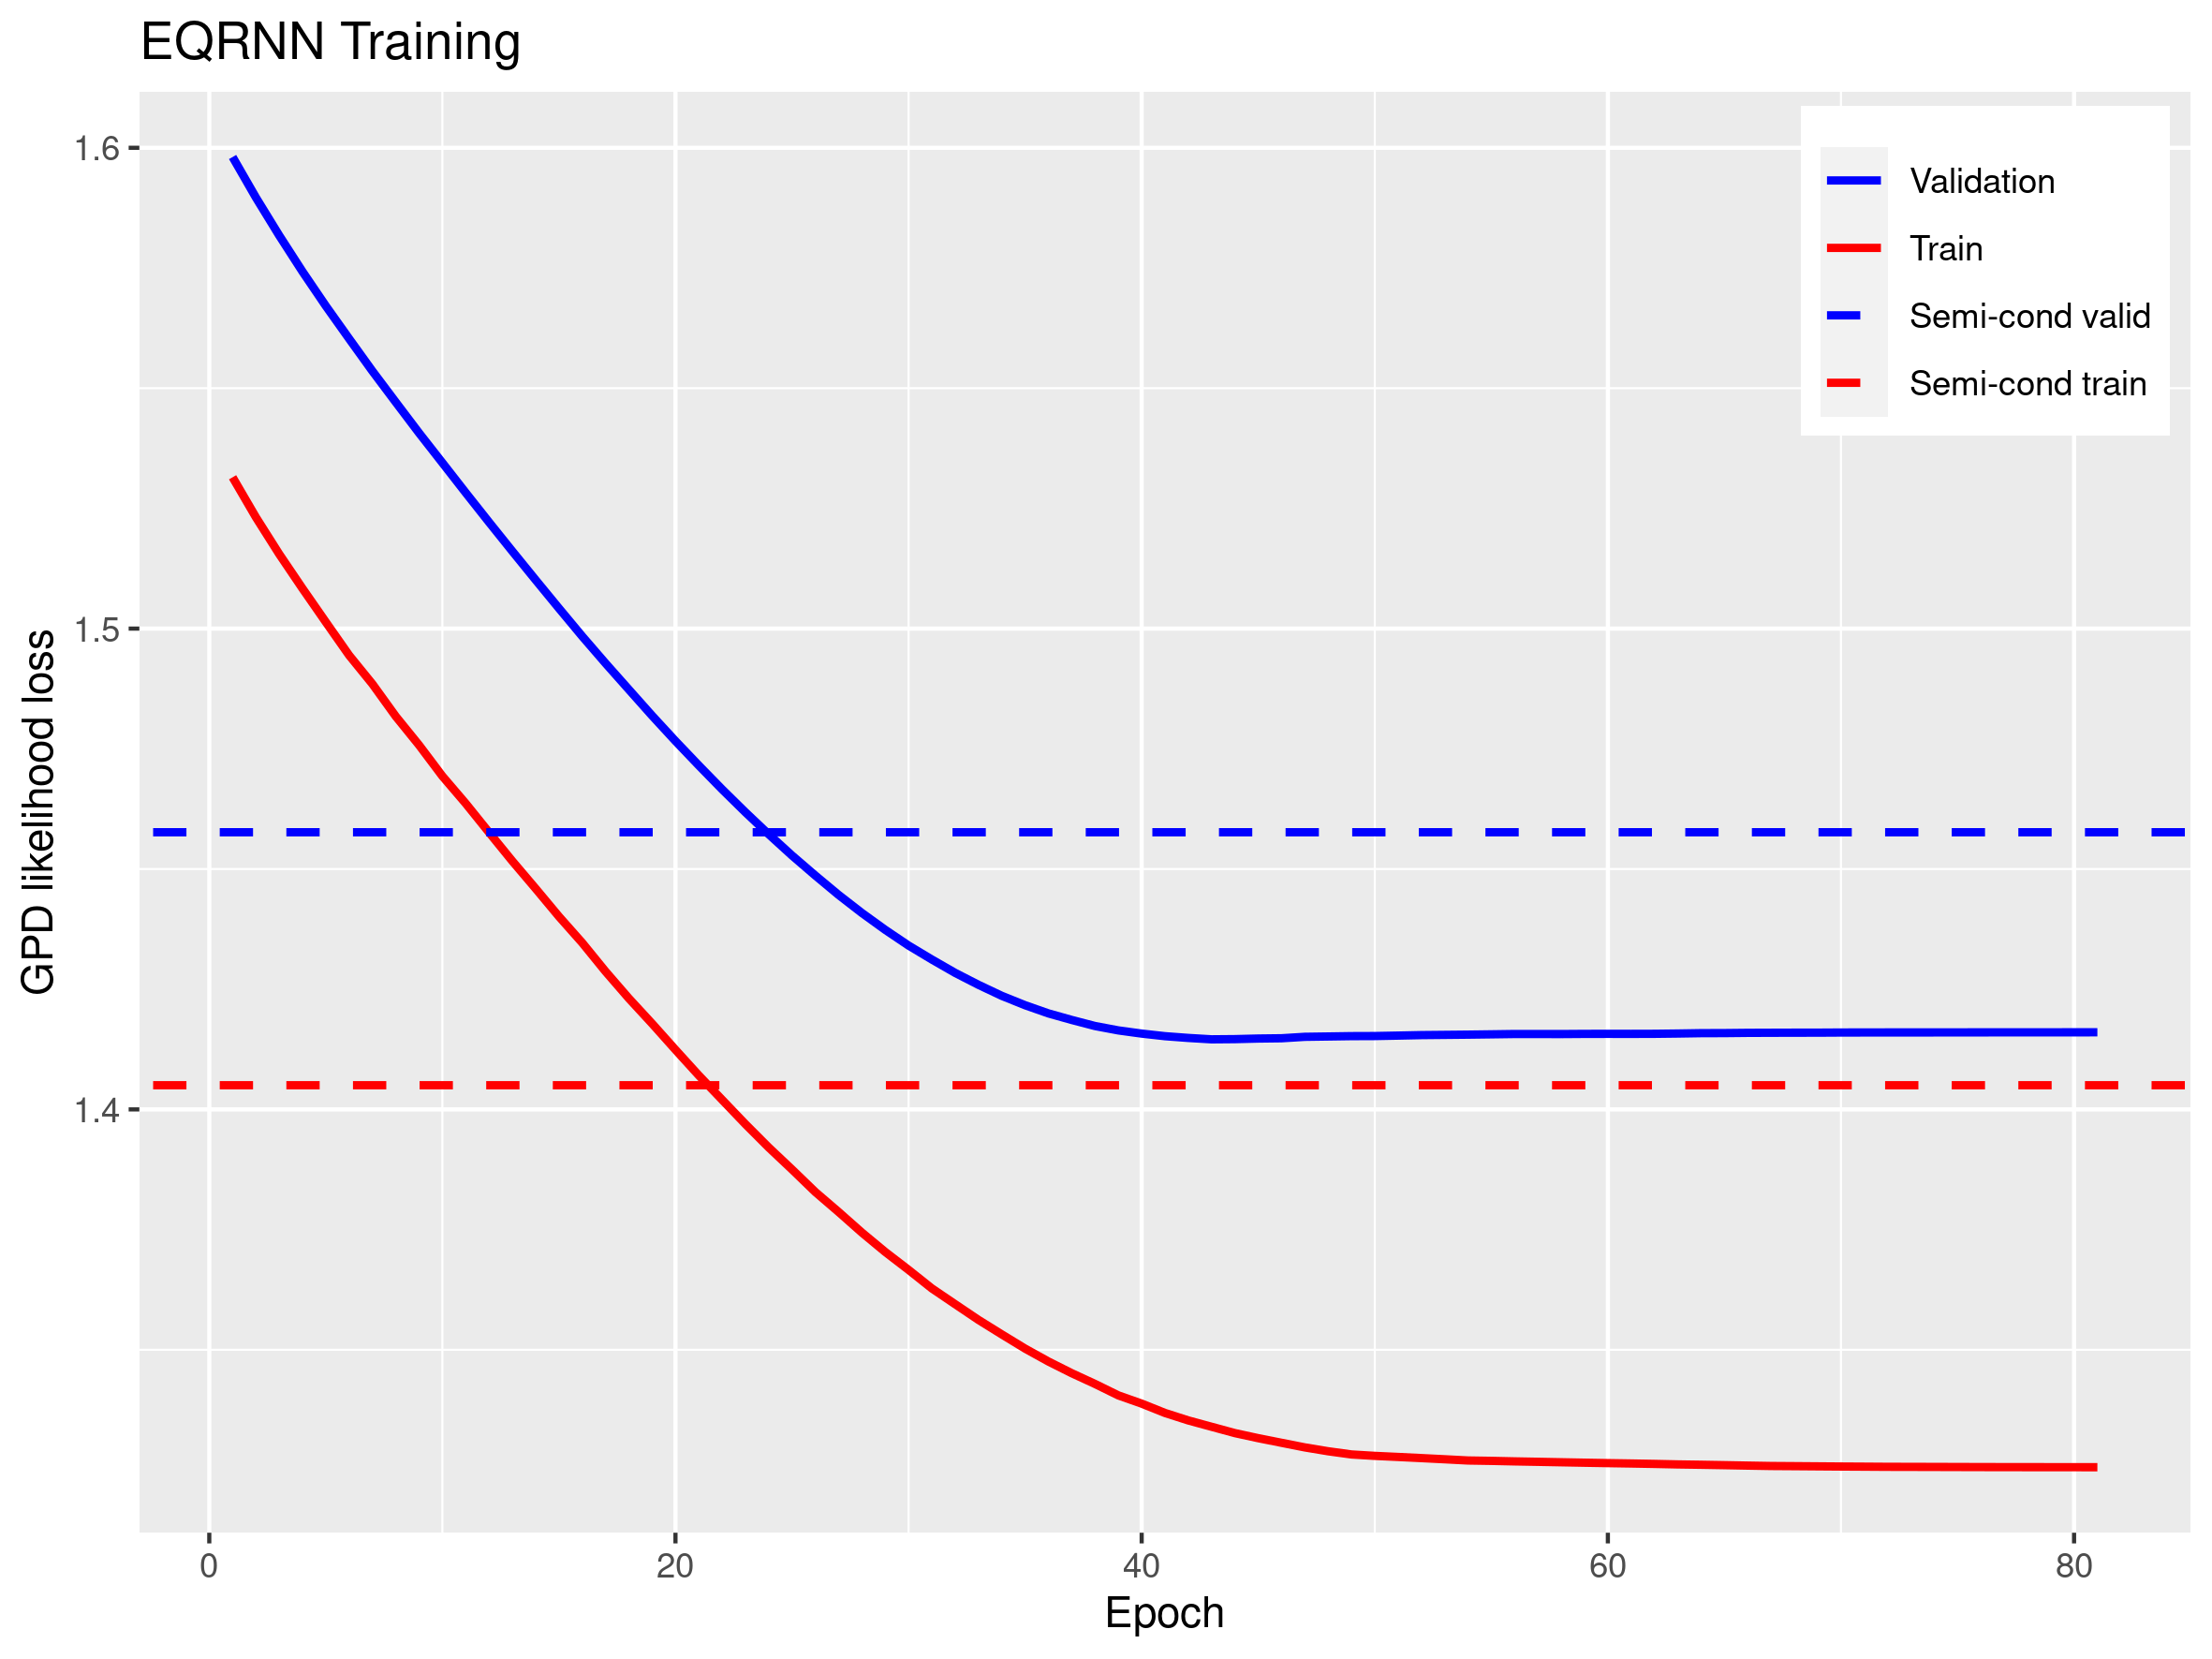 EQRNN Training
GPD likelihood loss
1.6
1.5
1.4
0
20
40
60
80
Epoch
Validation
Train
Semi-cond valid
Semi-cond train